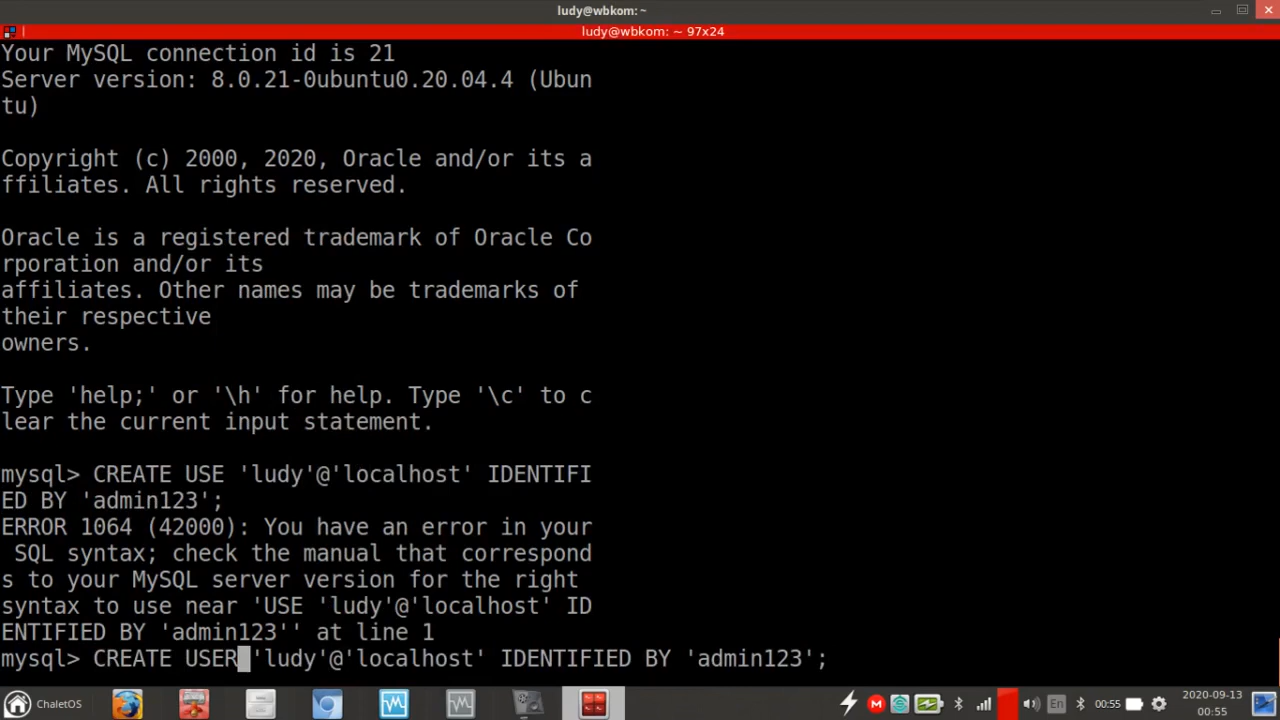 ludy@wbkom: ~
ludy@wbkom: ~ 97x24
Your MySQL connection id is 21
Server version: 8.0.21-0ubuntu0.20.04.4 (Ubun
tu)
Copyright (c) 2000, 2020, Oracle and/or its a
ffiliates. All rights reserved.
Oracle is a registered trademark of Oracle Co
rporation and/or its
affiliates. Other names may be trademarks of
their respective
owners.
Type 'help;' or '\h' for help. Type '\c' to c
lear the current input statement.
mysql> CREATE USE 'ludy'@'localhost' IDENTIFI
ED BY 'admin123';
ERROR 1064 (42000): You have an error in your
 SQL syntax; check the manual that correspond
s to your MySQL server version for the right
syntax to use near 'USE 'ludy'@'localhost' ID
ENTIFIED BY 'admin123'' at line 1
mysql> CREATE USER 'ludy'@'localhost' IDENTIFIED BY 'admin123';
ChaletOS
M
En
00:55
2020-09-13
00:55